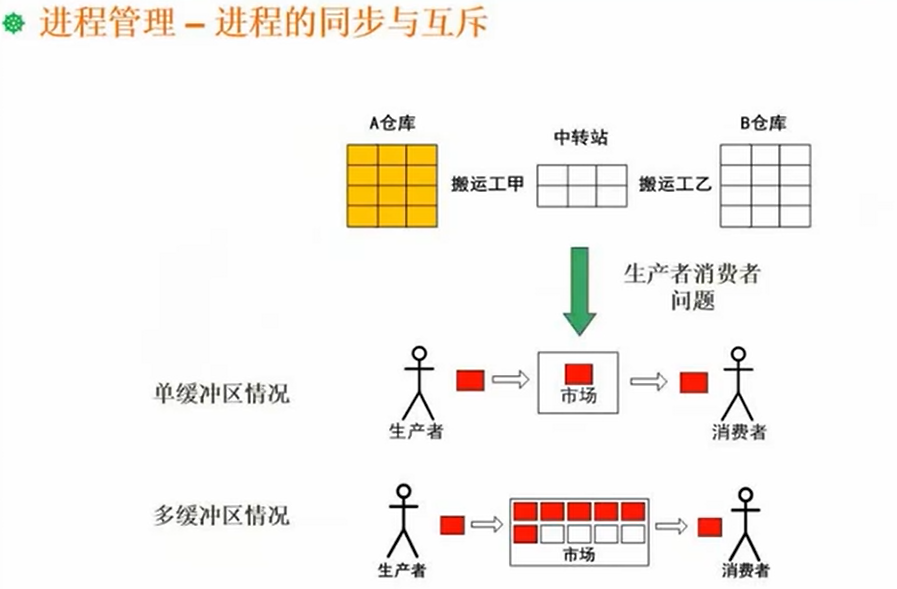 进程管理 – 进程的同步与互斥
A仓库
中转站
B仓库
搬运工甲
搬运工乙
生产者消费者
问题
单缓冲区情况
市场
生产者
消费者
多缓冲区情况
市场
生产者
消费者